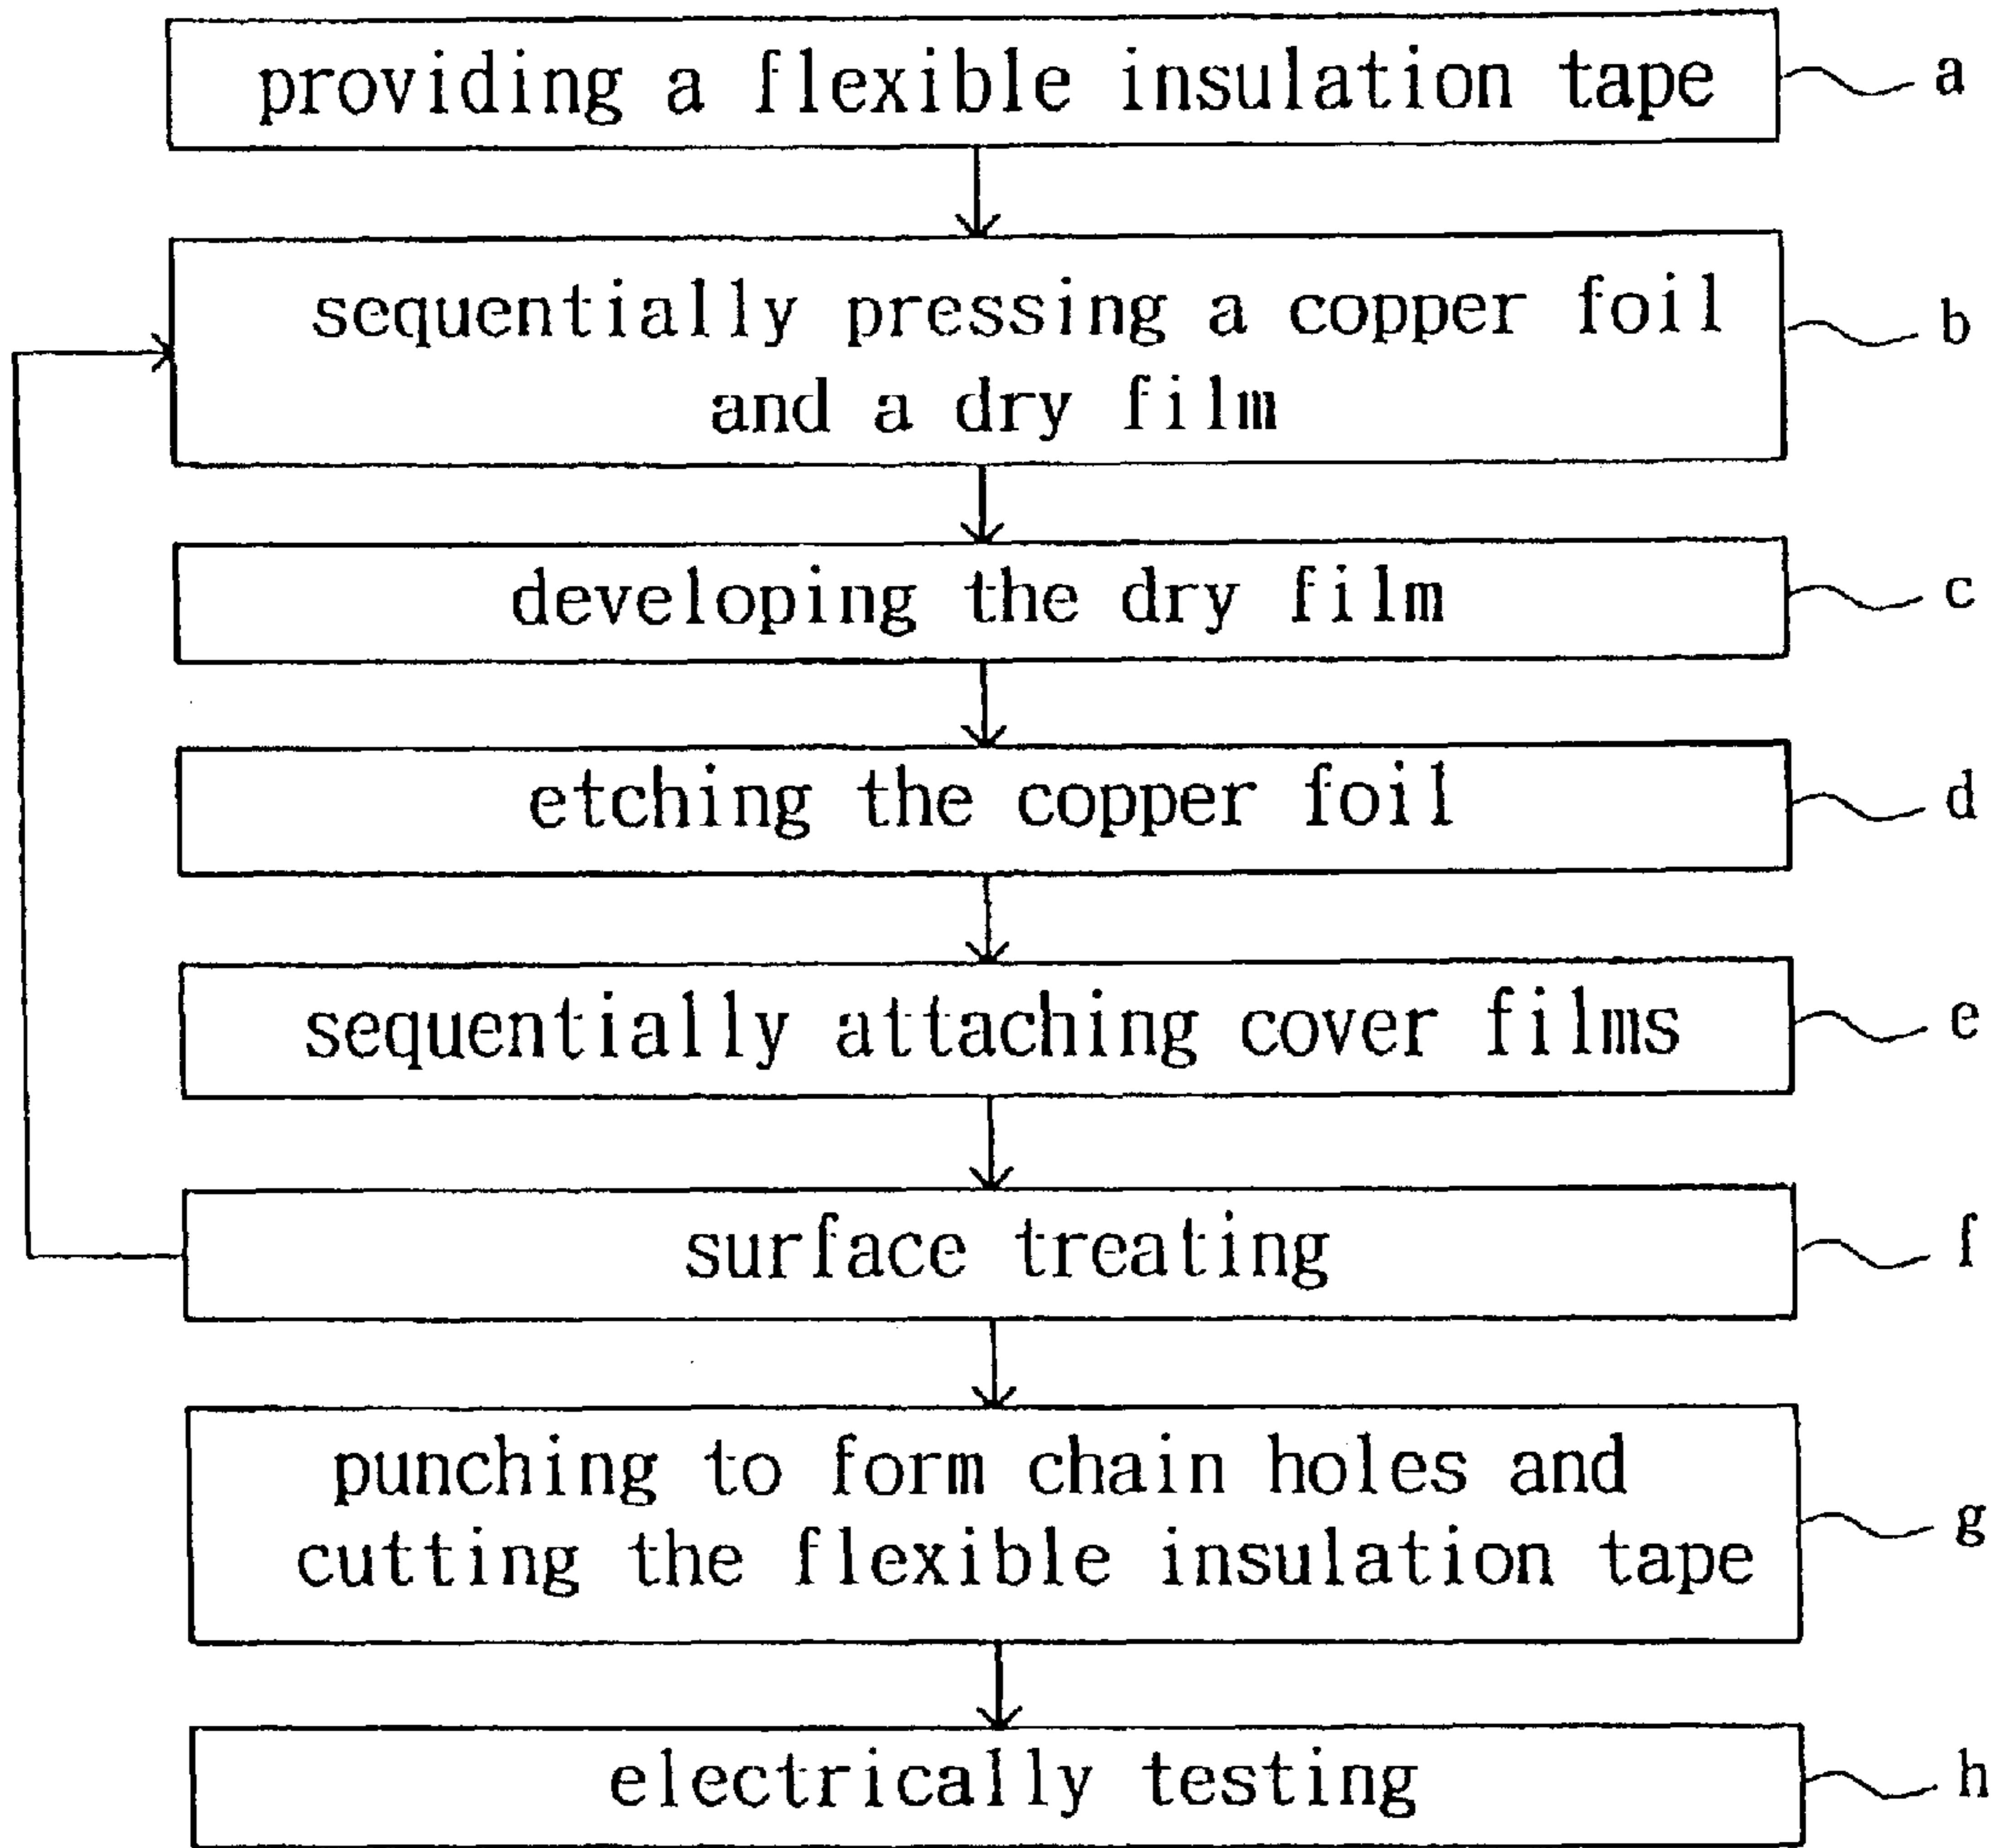 providing a flexible insulation tape
a
sequentially pressing a copper foil
and a dry film
b
developing the dry film
c
etching the copper foil
d
sequentially attaching cover films
e
surface treating
f
punching to form chain holes and
cutting the flexible insulation tape
g
electrically testing
h